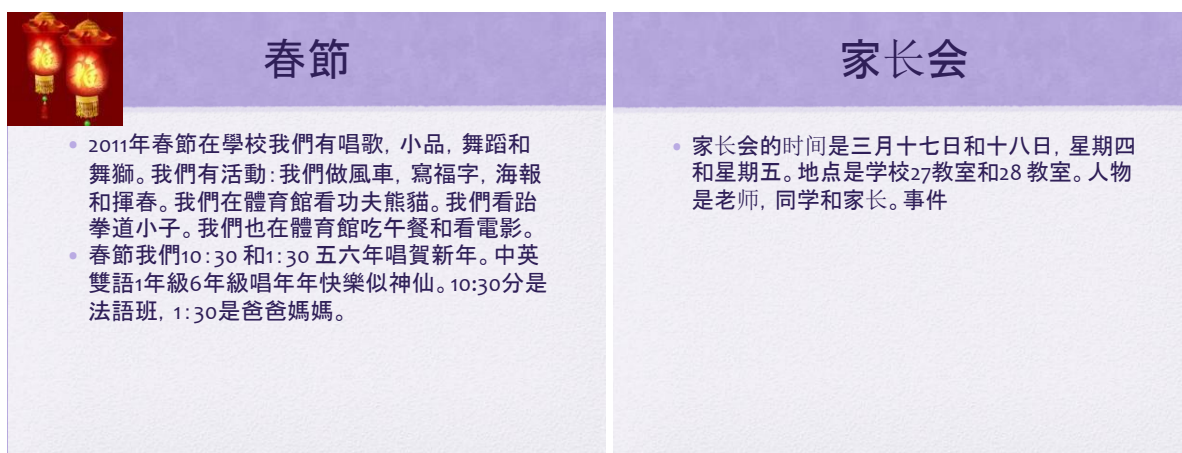 春節
2011年春節在學校我們有唱歌, 小品, 舞蹈和
舞獅。我們有活動:我們做風車, 寫福字, 海報
和揮春。我們在體育館看功夫熊貓。我們看跆
拳道小子。我們也在體育館吃午餐和看電影。
春節我們10:30 和1:30 五六年唱賀新年。中英
雙語1年級6年級唱年年快樂似神仙。10:30分是
法語班, 1:30是爸爸媽媽。
家长会
家长会的时间是三月十七日和十八日, 星期四
和星期五。地点是学校27教室和28 教室。人物
是老师, 同学和家长。事件
福
福